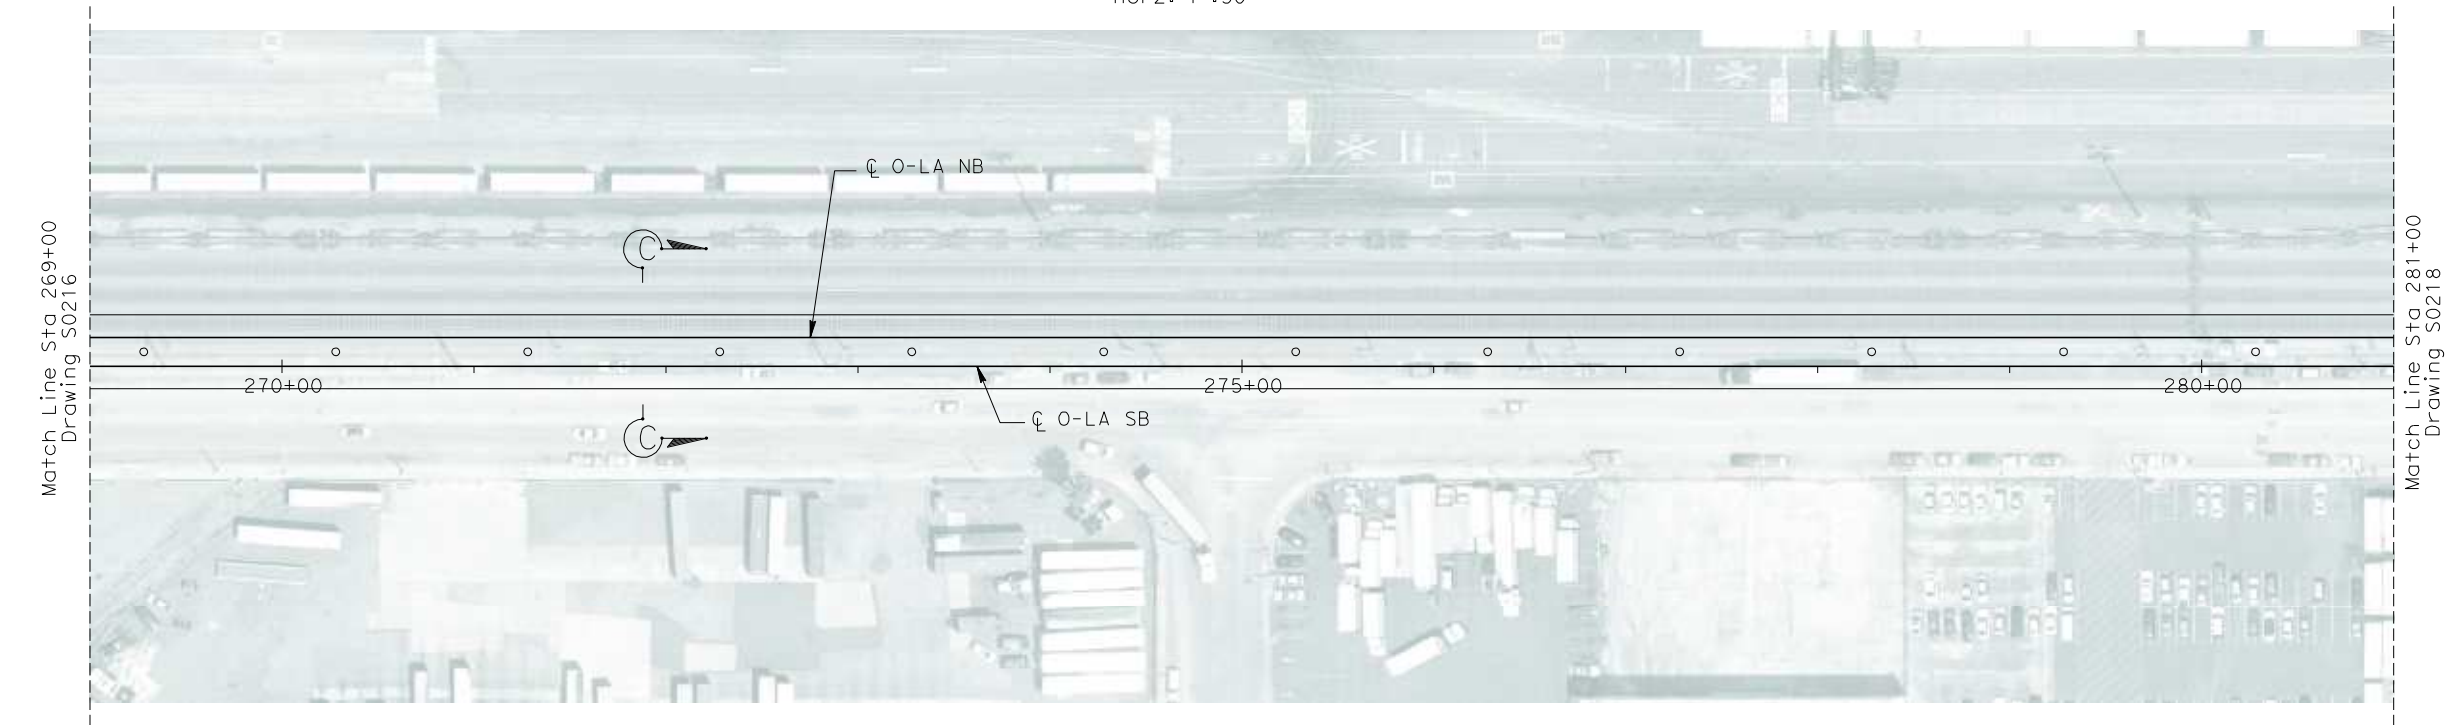 ℄ O-LA NB
C
Match Line Sta 269+00
Drawing S0216
Match Line Sta 281+00
Drawing S0218
270+00
275+00
280+00
℄ O-LA SB
C